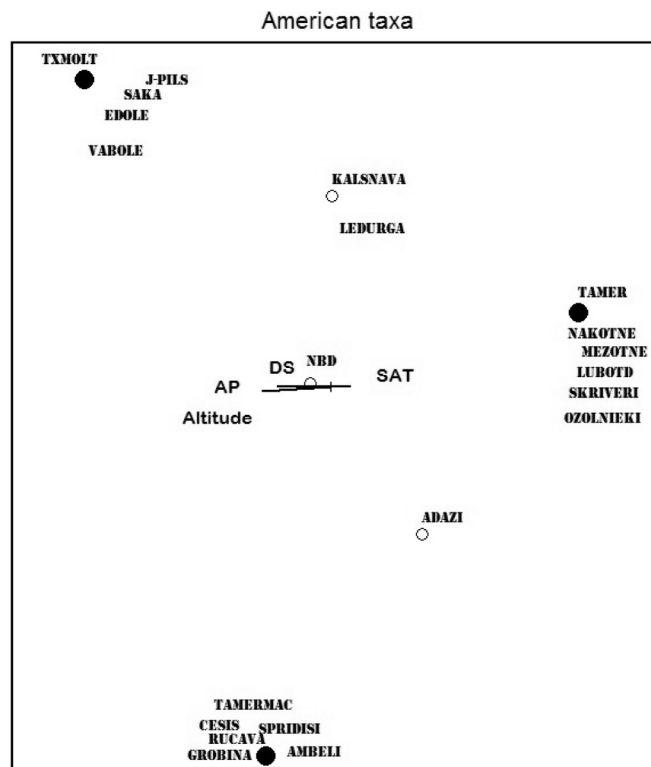 American taxa
TXMOLT
J-PILS
SAKA
EDOLE
VABOLE
KALSNAVA
LEDURGA
TAMER
NAKOTNE
MEZOTNE
LUBOTD
SKRIVERI
OZOLNIEKI
NBD
DS
SAT
AP
Altitude
ADAZI
TAMERMAC
CESIS
SPRIDISI
RUCAVA
GROBINA
AMBELI